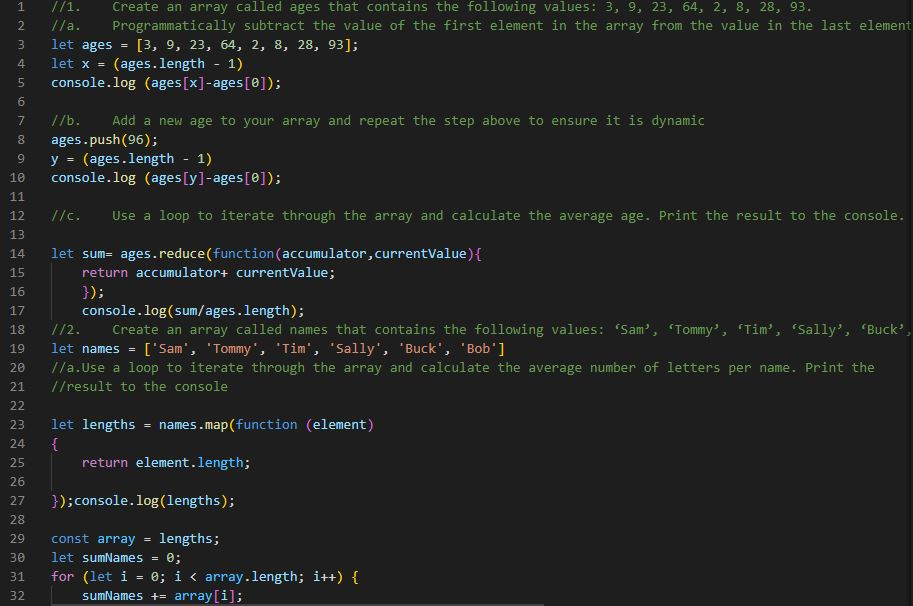 1 //1. Create an array called ages that contains the following values: 3, 9, 23, 64, 2, 8, 28, 93.
2 //a. Programmatically subtract the value of the first element in the array from the value in the last element
3 let ages = [3, 9, 23, 64, 2, 8, 28, 93];
4 let x = (ages.length - 1)
5 console.log (ages[x]-ages[0]);
6
7 //b. Add a new age to your array and repeat the step above to ensure it is dynamic
8 ages.push(96);
9 y = (ages.length - 1)
10 console.log (ages[y]-ages[0]);
11
12 //c. Use a loop to iterate through the array and calculate the average age. Print the result to the console.
13
14 let sum= ages.reduce(function(accumulator,currentValue){
15 return accumulator+ currentValue;
16 });
17 console.log(sum/ages.length);
18 //2. Create an array called names that contains the following values: ‘Sam’, ‘Tommy’, ‘Tim’, ‘Sally’, ‘Buck’,
19 let names = ['Sam', 'Tommy', 'Tim', 'Sally', 'Buck', 'Bob']
20 //a.Use a loop to iterate through the array and calculate the average number of letters per name. Print the
21 //result to the console
22
23 let lengths = names.map(function (element)
24 {
25 return element.length;
26
27 });console.log(lengths);
28
29 const array = lengths;
30 let sumNames = 0;
31 for (let i = 0; i < array.length; i++) {
32 sumNames += array[i];